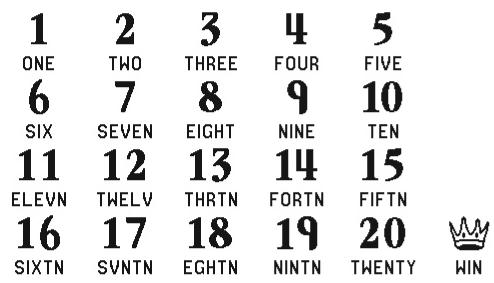 1 2 3 4 5
ONE TWO THREE FOUR FIVE
6 7 8 9 10
SIX SEVEN EIGHT NINE TEN
11 12 13 14 15
ELEVN TWELV THRTN FORTN FIFTN
16 17 18 19 20
SIXTN SVNTN EGHTN NINTN TWENTY WIN